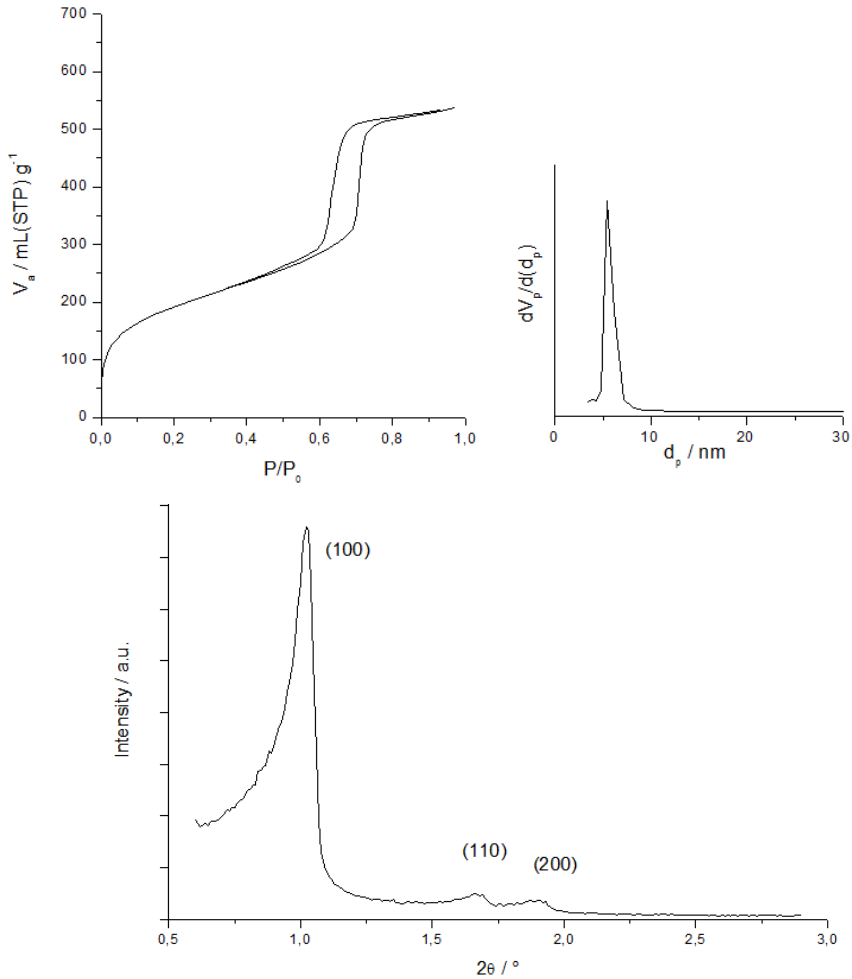 700
600
500
400
300
200
100
0
Va / mL(STP) g-1
0,0 0,2 0,4 0,6 0,8 1,0
P/P0
dVp/d(dp)
0 10 20 30
dp / nm
(100)
(110)
(200)
Intensity / a.u.
0,5 1,0 1,5 2,0 2,5 3,0
2θ / °